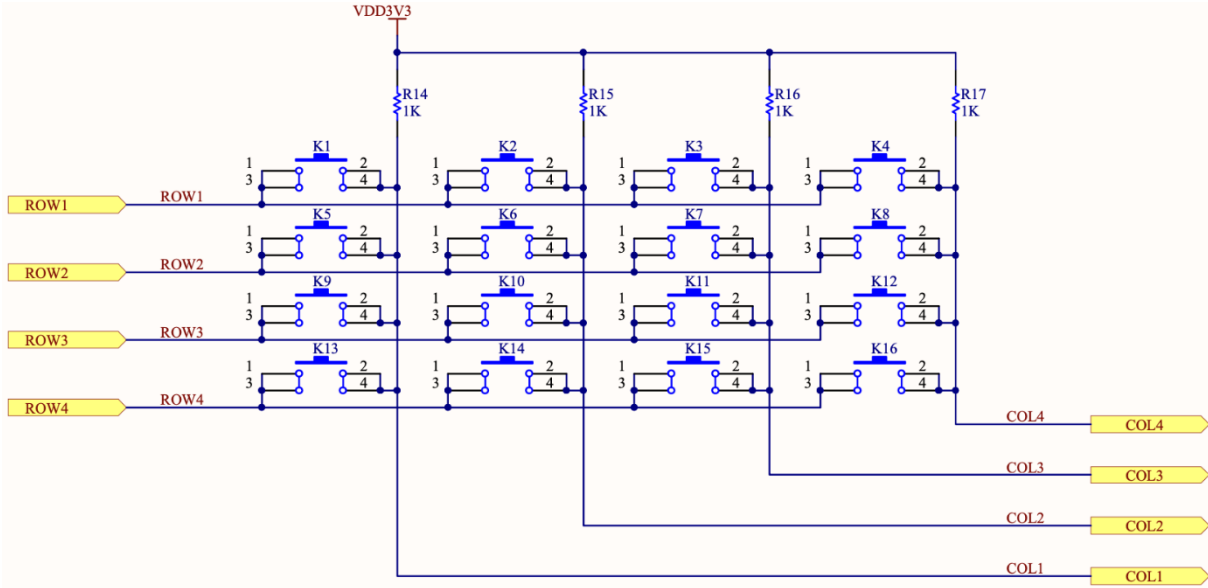 VDD3V3
R14 R15 R16 R17
1K 1K 1K 1K
K1 K2 K3 K4
1 2 1 2 1 2 1 2
3 4 3 4 3 4 3 4
ROW1 ROW1
K5 K6 K7 K8
1 2 1 2 1 2 1 2
3 4 3 4 3 4 3 4
ROW2 ROW2
K9 K10 K11 K12
1 2 1 2 1 2 1 2
3 4 3 4 3 4 3 4
ROW3 ROW3
K13 K14 K15 K16
1 2 1 2 1 2 1 2
3 4 3 4 3 4 3 4
ROW4 ROW4
COL4 COL4
COL3 COL3
COL2 COL2
COL1 COL1